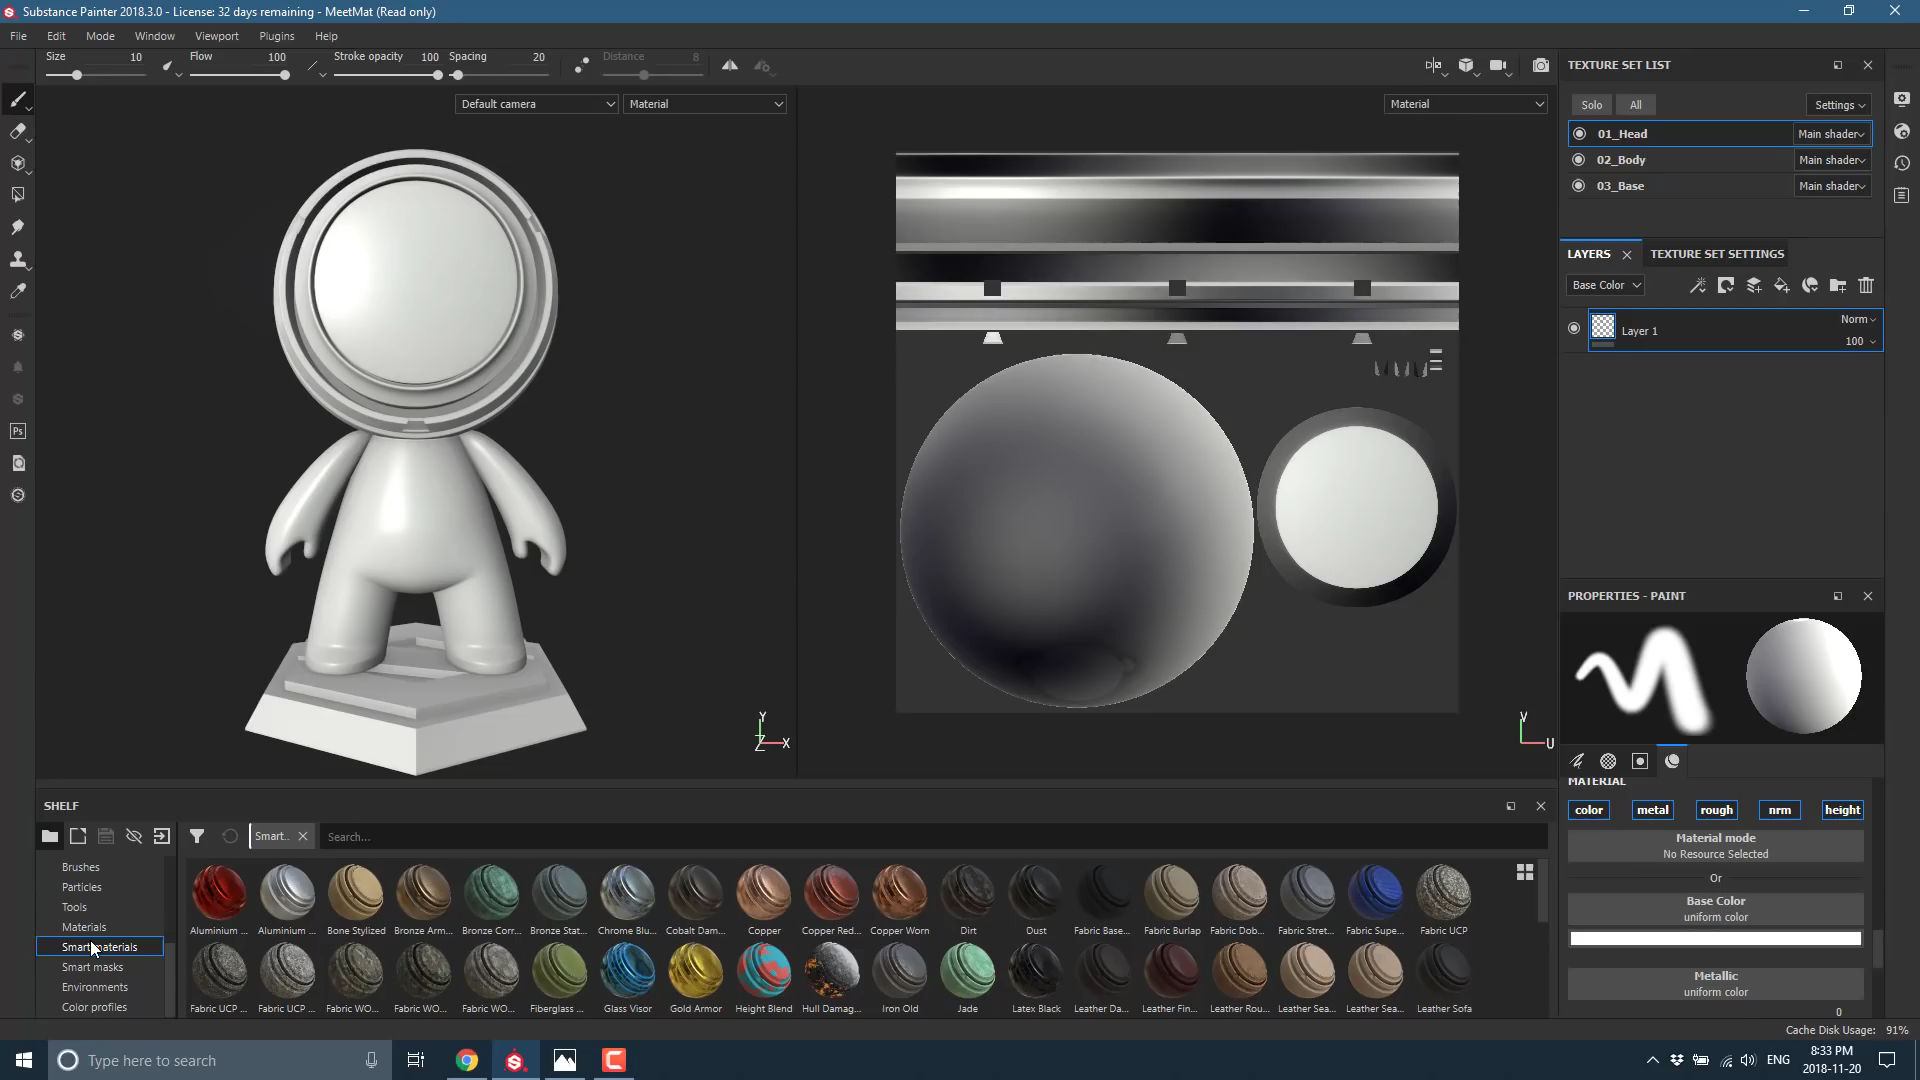 Substance Painter 2018.3.0 - License: 32 days remaining - MeetMat (Read only)
File Edit Mode Window Viewport Plugins Help
Size 10 Flow 100 Stroke opacity 100 Spacing 20 Distance 8
Default camera Material Material
TEXTURE SET LIST
Solo All Settings
01_Head Main shader
02_Body Main shader
03_Base Main shader
LAYERS TEXTURE SET SETTINGS
Base Color
Layer 1 Norm
100
Y
Z X
V
U
PROPERTIES - PAINT
MATERIAL
color metal rough nrm height
Material mode
No Resource Selected
Or
Base Color
uniform color
Metallic
uniform color
0
Ps
SHELF
Smart.. Search...
Brushes
Particles
Tools
Materials
Smart materials
Smart masks
Environments
Color profiles
Aluminium ... Aluminium ... Bone Stylized Bronze Arm... Bronze Corr... Bronze Stat... Chrome Blu... Cobalt Dam... Copper Copper Red... Copper Worn Dirt Dust Fabric Base... Fabric Burlap Fabric Dob... Fabric Stret... Fabric Supe... Fabric UCP
Fabric UCP ... Fabric UCP ... Fabric WO... Fabric WO... Fabric WO... Fiberglass ... Glass Visor Gold Armor Height Blend Hull Damag... Iron Old Jade Latex Black Leather Da... Leather Fin... Leather Rou... Leather Sea... Leather Sea... Leather Sofa
Cache Disk Usage: 91%
Type here to search
ENG
8:33 PM
2018-11-20